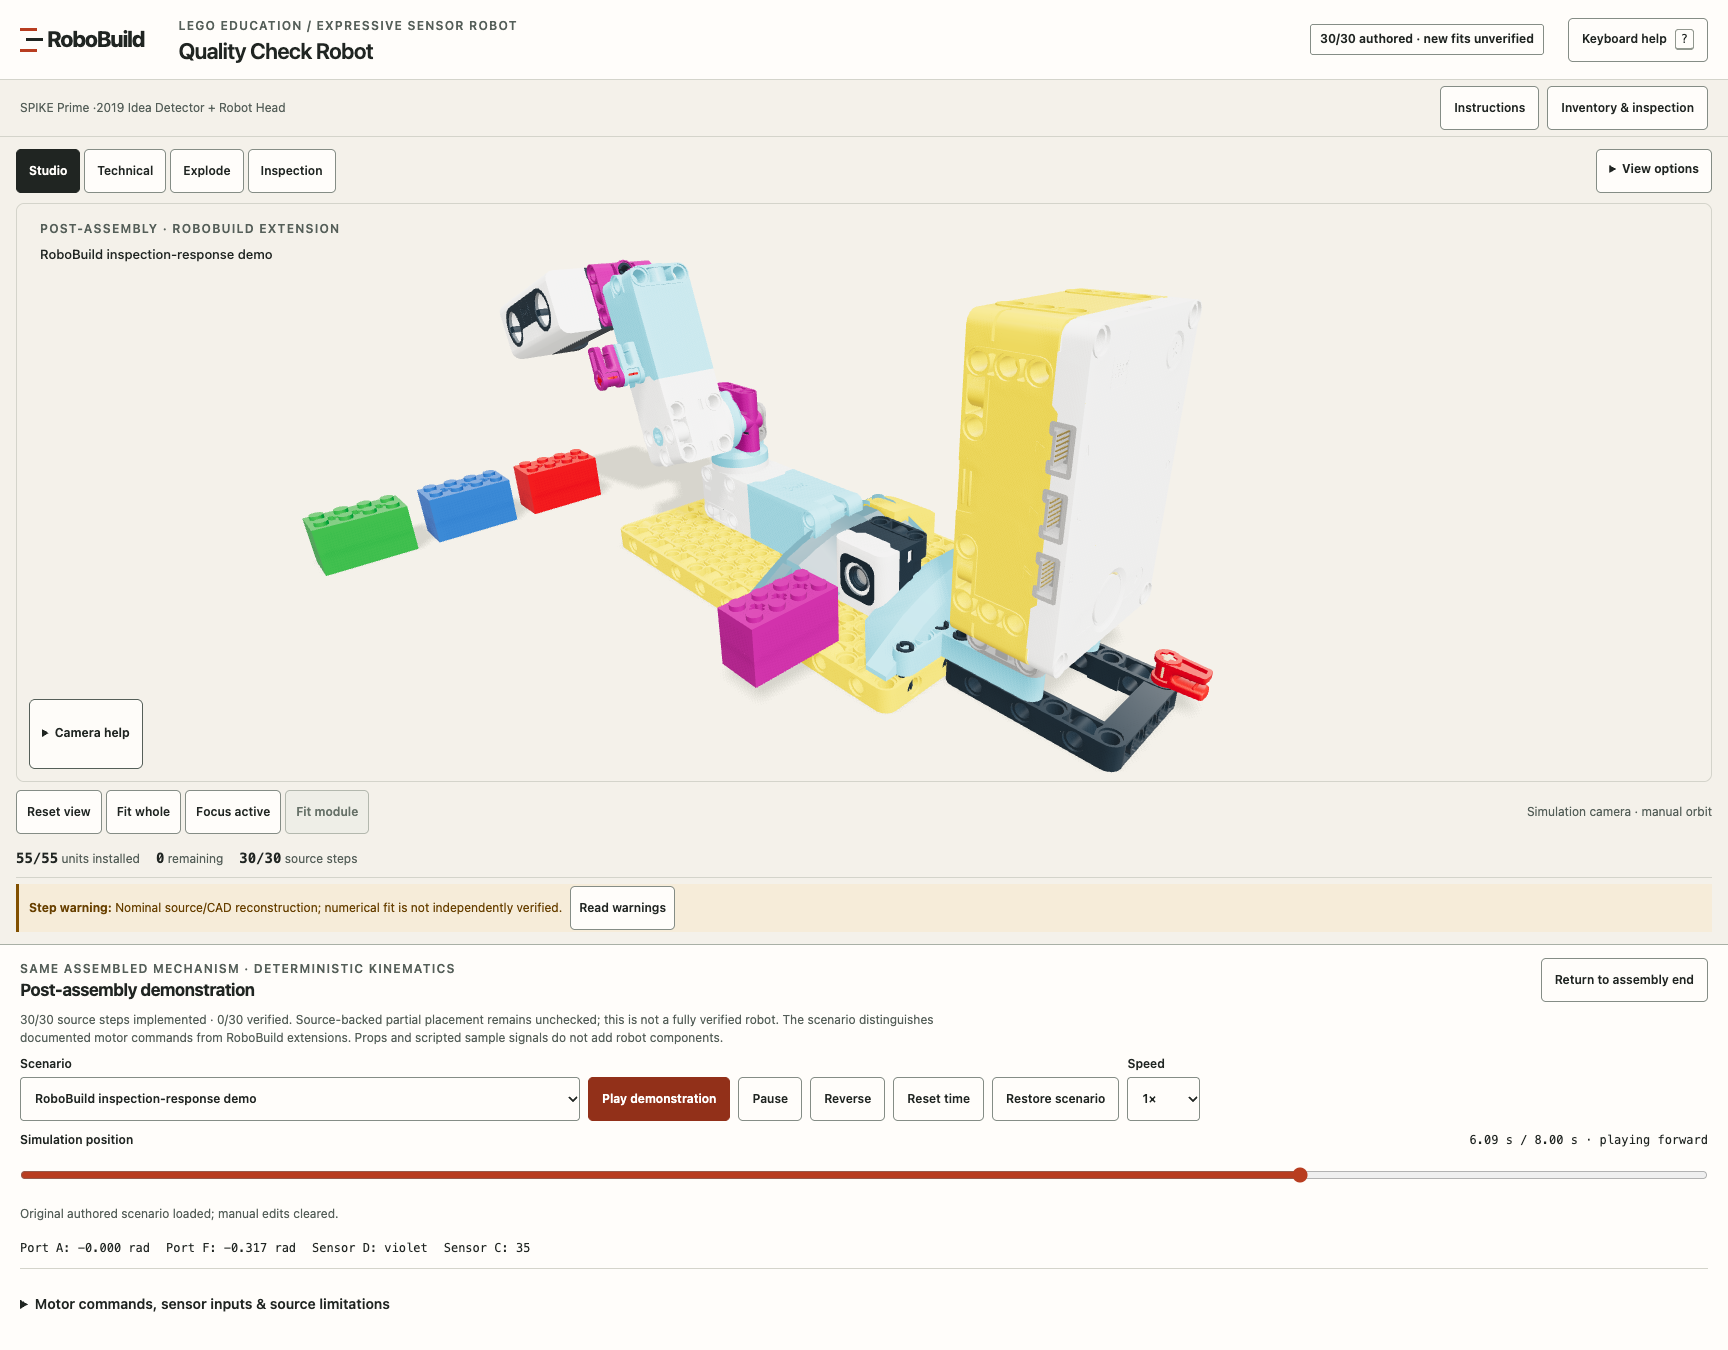 RoboBuild
LEGO EDUCATION / EXPRESSIVE SENSOR ROBOT
Quality Check Robot
30/30 authored · new fits unverified
Keyboard help ?
SPIKE Prime ·2019 Idea Detector + Robot Head
Instructions
Inventory & inspection
Studio
Technical
Explode
Inspection
▶ View options
POST-ASSEMBLY · ROBOBUILD EXTENSION
RoboBuild inspection-response demo
▶ Camera help
Reset view
Fit whole
Focus active
Fit module
Simulation camera · manual orbit
55/55 units installed 0 remaining 30/30 source steps
Step warning: Nominal source/CAD reconstruction; numerical fit is not independently verified.
Read warnings
SAME ASSEMBLED MECHANISM · DETERMINISTIC KINEMATICS
Post-assembly demonstration
Return to assembly end
30/30 source steps implemented · 0/30 verified. Source-backed partial placement remains unchecked; this is not a fully verified robot. The scenario distinguishes
documented motor commands from RoboBuild extensions. Props and scripted sample signals do not add robot components.
Scenario
Speed
RoboBuild inspection-response demo
Play demonstration
Pause
Reverse
Reset time
Restore scenario
1×
Simulation position
6.09 s / 8.00 s · playing forward
Original authored scenario loaded; manual edits cleared.
Port A: −0.000 rad Port F: −0.317 rad Sensor D: violet Sensor C: 35
▶ Motor commands, sensor inputs & source limitations